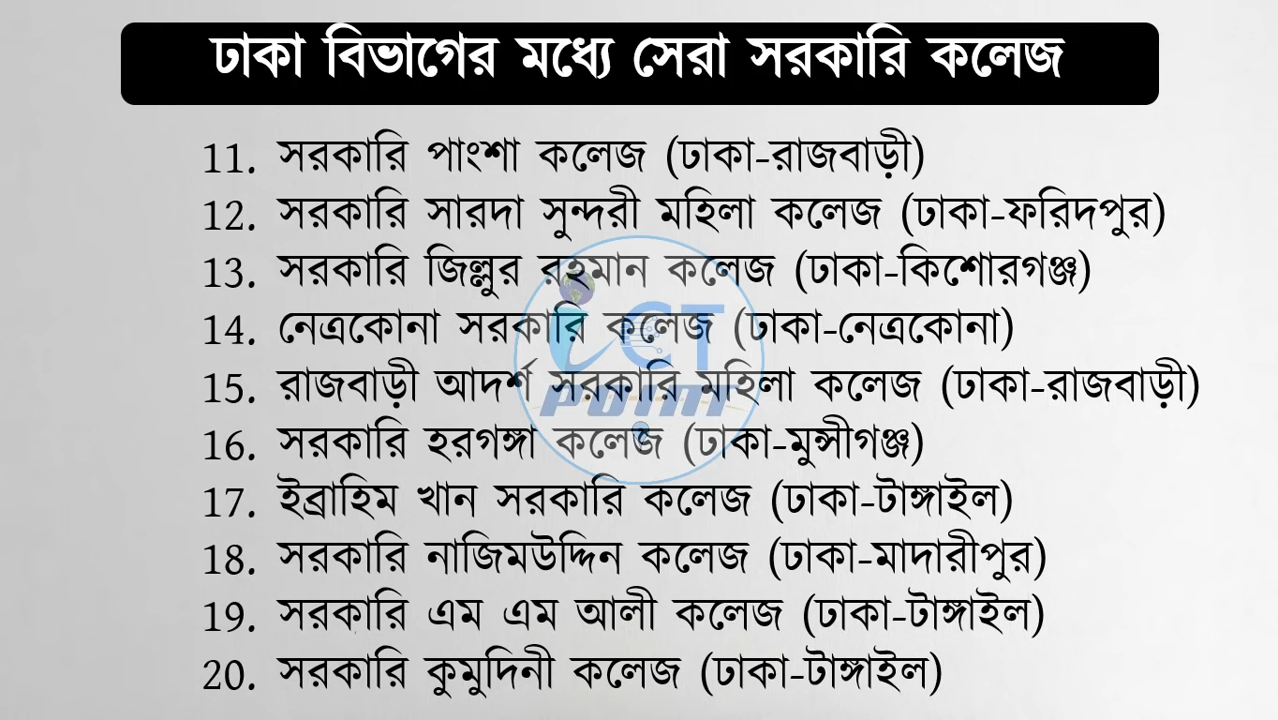 ঢাকা বিভাগের মধ্যে সেরা সরকারি কলেজ
11. সরকারি পাংশা কলেজ (ঢাকা-রাজবাড়ী)
12. সরকারি সারদা সুন্দরী মহিলা কলেজ (ঢাকা-ফরিদপুর)
13. সরকারি জিল্লুর রহমান কলেজ (ঢাকা-কিশোরগঞ্জ)
14. নেত্রকোনা সরকারি কলেজ (ঢাকা-নেত্রকোনা)
15. রাজবাড়ী আদর্শ সরকারি মহিলা কলেজ (ঢাকা-রাজবাড়ী)
16. সরকারি হরগঙ্গা কলেজ (ঢাকা-মুন্সীগঞ্জ)
17. ইব্রাহিম খান সরকারি কলেজ (ঢাকা-টাঙ্গাইল)
18. সরকারি নাজিমউদ্দিন কলেজ (ঢাকা-মাদারীপুর)
19. সরকারি এম এম আলী কলেজ (ঢাকা-টাঙ্গাইল)
20. সরকারি কুমুদিনী কলেজ (ঢাকা-টাঙ্গাইল)
iCT
Point